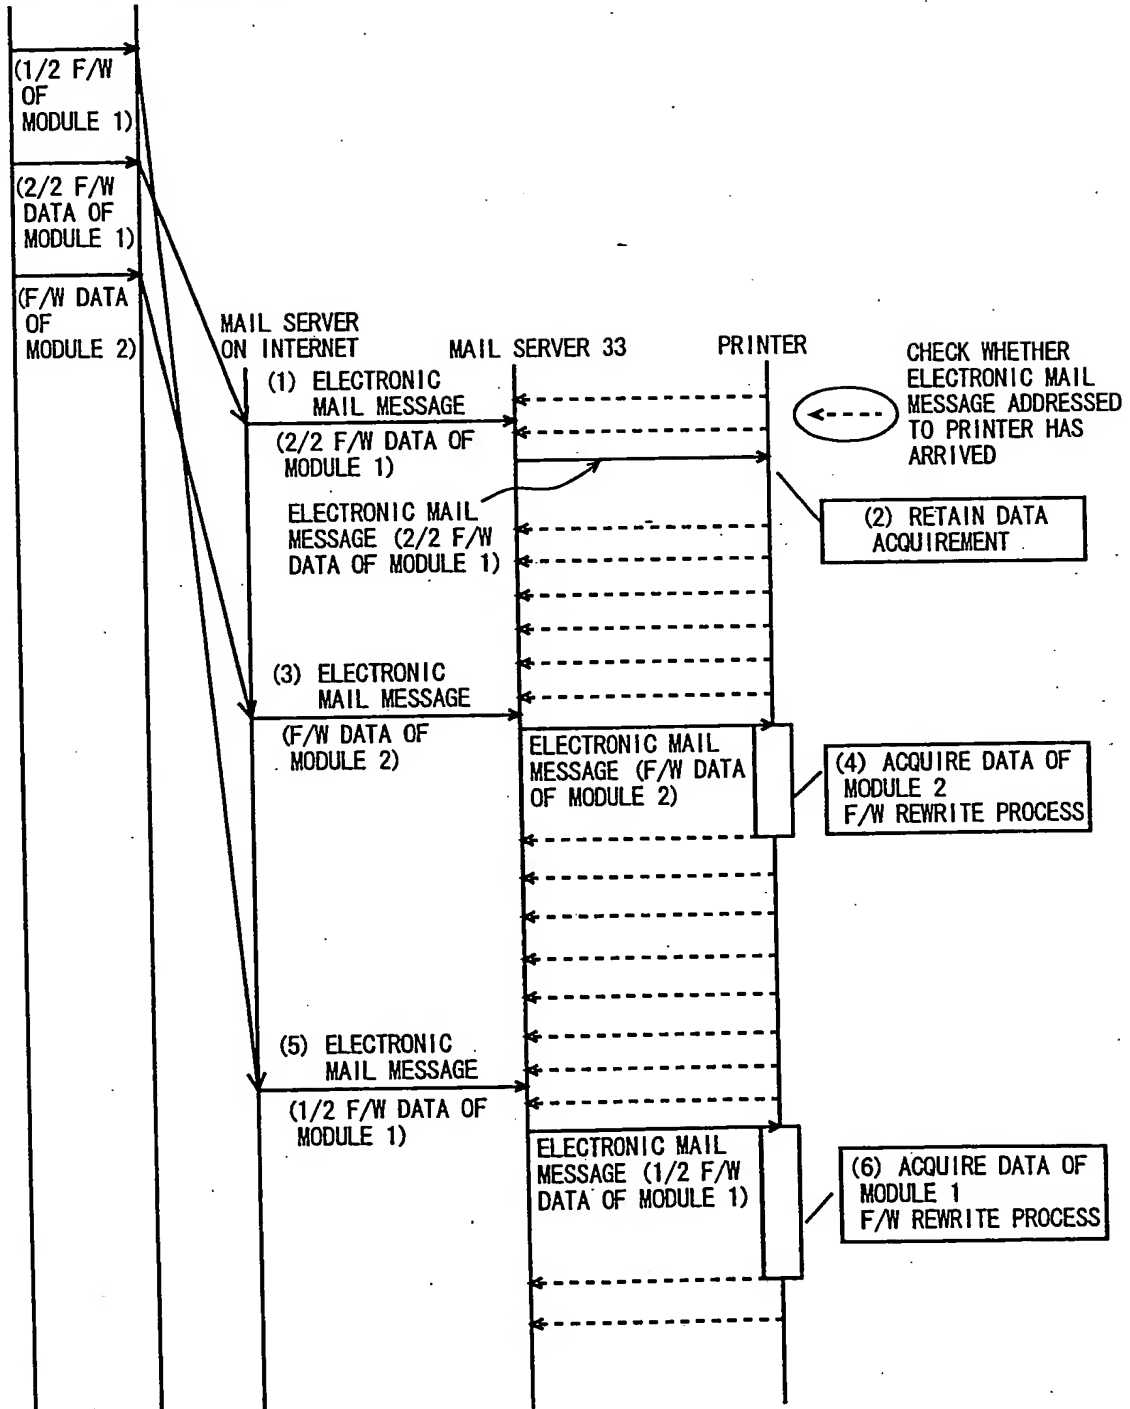 (1/2 F/W
OF
MODULE 1)
(2/2 F/W
DATA OF
MODULE 1)
(F/W DATA
OF
MODULE 2)
MAIL SERVER
ON INTERNET
MAIL SERVER 33
PRINTER
CHECK WHETHER
ELECTRONIC MAIL
MESSAGE ADDRESSED
TO PRINTER HAS
ARRIVED
(1) ELECTRONIC
MAIL MESSAGE
(2/2 F/W DATA OF
MODULE 1)
ELECTRONIC MAIL
MESSAGE (2/2 F/W
DATA OF MODULE 1)
(2) RETAIN DATA
ACQUIREMENT
(3) ELECTRONIC
MAIL MESSAGE
(F/W DATA OF
MODULE 2)
ELECTRONIC MAIL
MESSAGE (F/W DATA
OF MODULE 2)
(4) ACQUIRE DATA OF
MODULE 2
F/W REWRITE PROCESS
(5) ELECTRONIC
MAIL MESSAGE
(1/2 F/W DATA OF
MODULE 1)
ELECTRONIC MAIL
MESSAGE (1/2 F/W
DATA OF MODULE 1)
(6) ACQUIRE DATA OF
MODULE 1
F/W REWRITE PROCESS